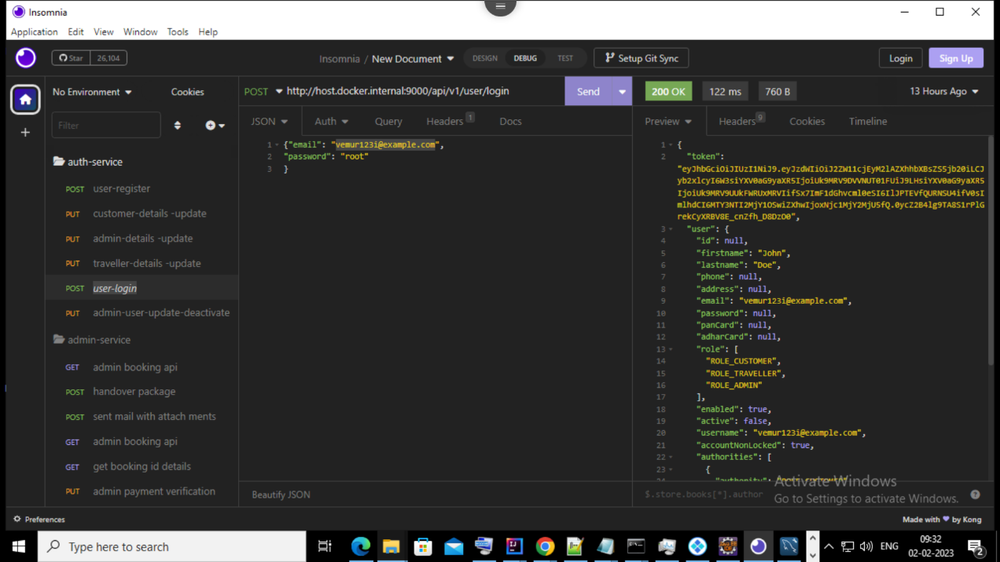 Insomnia
Application Edit View Window Tools Help
Star 26,104
Insomnia / New Document
DESIGN DEBUG TEST
Setup Git Sync
Login Sign Up
No Environment Cookies
POST http://host.docker.internal:9000/api/v1/user/login Send
200 OK 122 ms 760 B 13 Hours Ago
Filter
JSON Auth Query Headers 1 Docs
Preview Headers 9 Cookies Timeline
auth-service
POST user-register
PUT customer-details -update
PUT admin-details -update
PUT traveller-details -update
POST user-login
PUT admin-user-update-deactivate
admin-service
GET admin booking api
POST handover package
POST sent mail with attach ments
GET admin booking api
GET get booking id details
PUT admin payment verification
1 {"email": "vemur123i@example.com",
2 "password": "root"
3 }
Beautify JSON
1 {
2 "token":
"eyJhbGciOiJIUzI1NiJ9.eyJzdWIiOiJ2ZW11cjEyM2lAZXhhbXBsZS5jb20iLCJ
yb2xlcyI6W3siYXV0aG9yaXR5IjoiUk9MRV9DVVNUT01FUiJ9LHsiYXV0aG9yaXR5
IjoiUk9MRV9UUkFWRUxMRVIifSx7ImF1dGhvcml0eSI6IlJPTEVfQURNSU4ifV0sI
mlhdCI6MTY3NTI2MjY1OSwiZXhwIjoxNjc1MjY2MjU5fQ.0ycZ2B4lg9TA8S1rPlG
rekCyXRBV8E_cnZfh_D8DzO0",
3 "user": {
4 "id": null,
5 "firstname": "John",
6 "lastname": "Doe",
7 "phone": null,
8 "address": null,
9 "email": "vemur123i@example.com",
10 "password": null,
11 "panCard": null,
12 "adharCard": null,
13 "role": [
14 "ROLE_CUSTOMER",
15 "ROLE_TRAVELLER",
16 "ROLE_ADMIN"
17 ],
18 "enabled": true,
19 "active": false,
20 "username": "vemur123i@example.com",
21 "accountNonLocked": true,
22 "authorities": [
23 {
Activate Windows
$.store.books[*].author
Go to Settings to activate Windows.
Preferences
Made with by Kong
Type here to search
ENG
09:32
02-02-2023
2